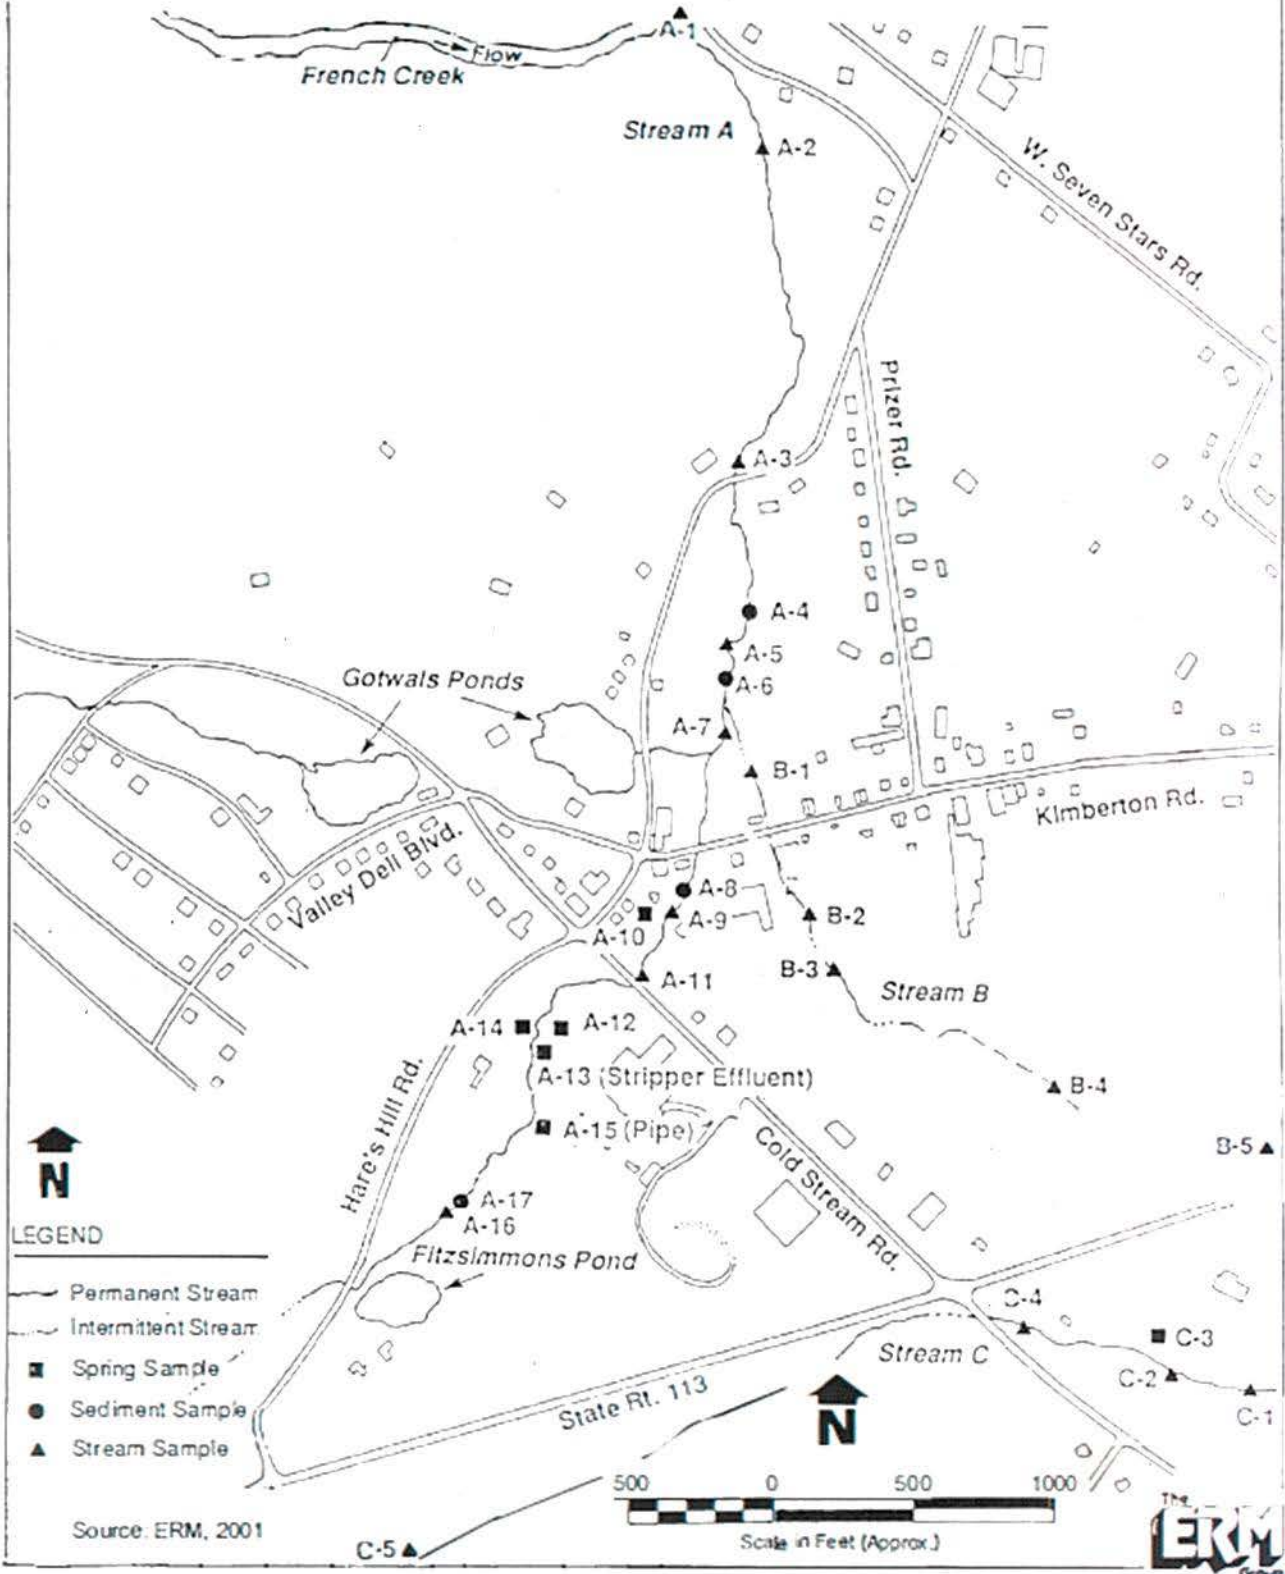 A-1
Flow
French Creek
Stream A
A-2
W. Seven Stars Rd.
Prizer Rd.
A-3
A-4
A-5
A-6
Gotwals Ponds
A-7
B-1
Kimberton Rd.
Valley Dell Blvd.
A-8
A-9
B-2
A-10
B-3
A-11
Stream B
A-14
A-12
A-13 (Stripper Effluent)
B-4
A-15 (Pipe)
Hare's Hill Rd.
Cold Stream Rd.
B-5
N
A-17
A-16
LEGEND
Fitzsimmons Pond
Permanent Stream
Intermittent Stream
Spring Sample
Sediment Sample
Stream Sample
C-4
C-3
Stream C
C-2
C-1
State Rt. 113
N
500 0 500 1000
Scale in Feet (Approx.)
Source: ERM, 2001
C-5
The
ERM
Group